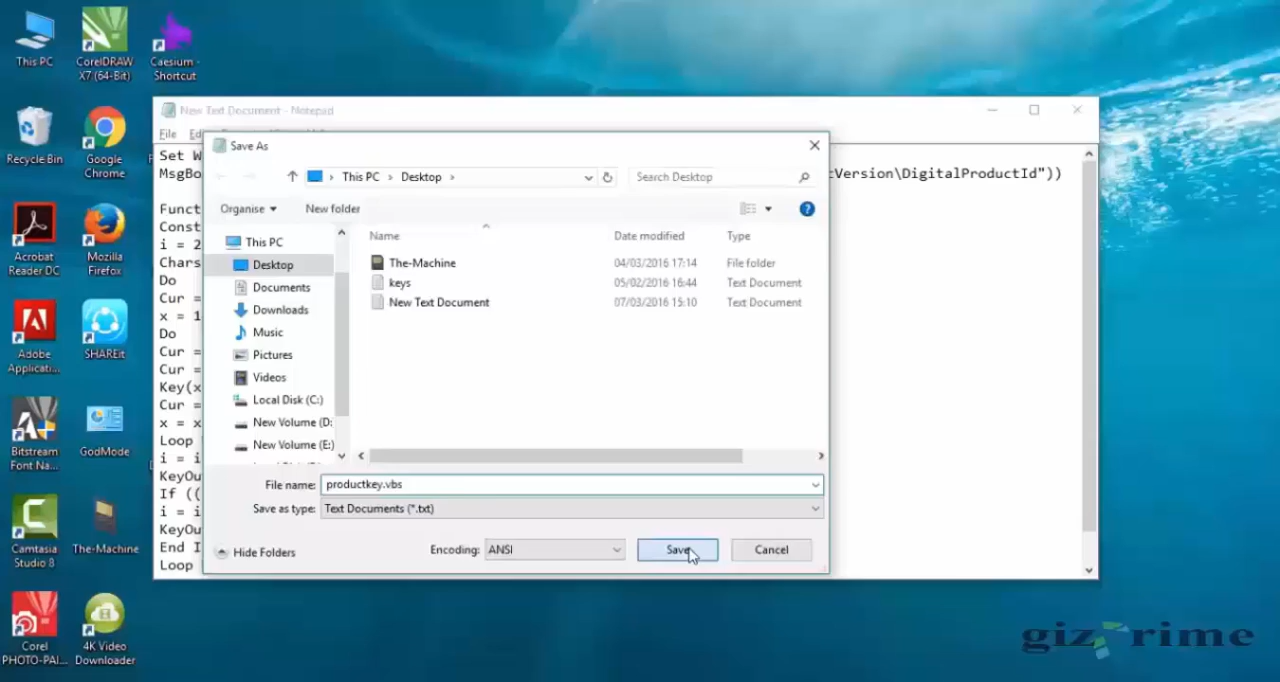 This PC
CorelDRAW X7 (64-Bit)
Caesium - Shortcut
Recycle Bin
Google Chrome
Acrobat Reader DC
Mozilla Firefox
Adobe Applicati...
SHAREit
Bitstream Font Na...
GodMode
Camtasia Studio 8
The-Machine
Corel PHOTO-PAI...
4K Video Downloader
New Text Document - Notepad
File
Save As
This PC > Desktop >
Search Desktop
Organise
New folder
This PC
Desktop
Documents
Downloads
Music
Pictures
Videos
Local Disk (C:)
New Volume (D:
New Volume (E:)
Name Date modified Type
The-Machine 04/03/2016 17:14 File folder
keys 05/02/2016 16:44 Text Document
New Text Document 07/03/2016 15:10 Text Document
File name: productkey.vbs
Save as type: Text Documents (*.txt)
Hide Folders
Encoding: ANSI
Save
Cancel
Set W
MsgBo
tVersion\DigitalProductId"))
Funct
Const
i = 2
Chars
Do
Cur =
x = 1
Do
Cur =
Cur =
Key(x
Cur =
x = x
Loop
i = i
KeyOu
If ((
i = i
KeyOu
End I
Loop